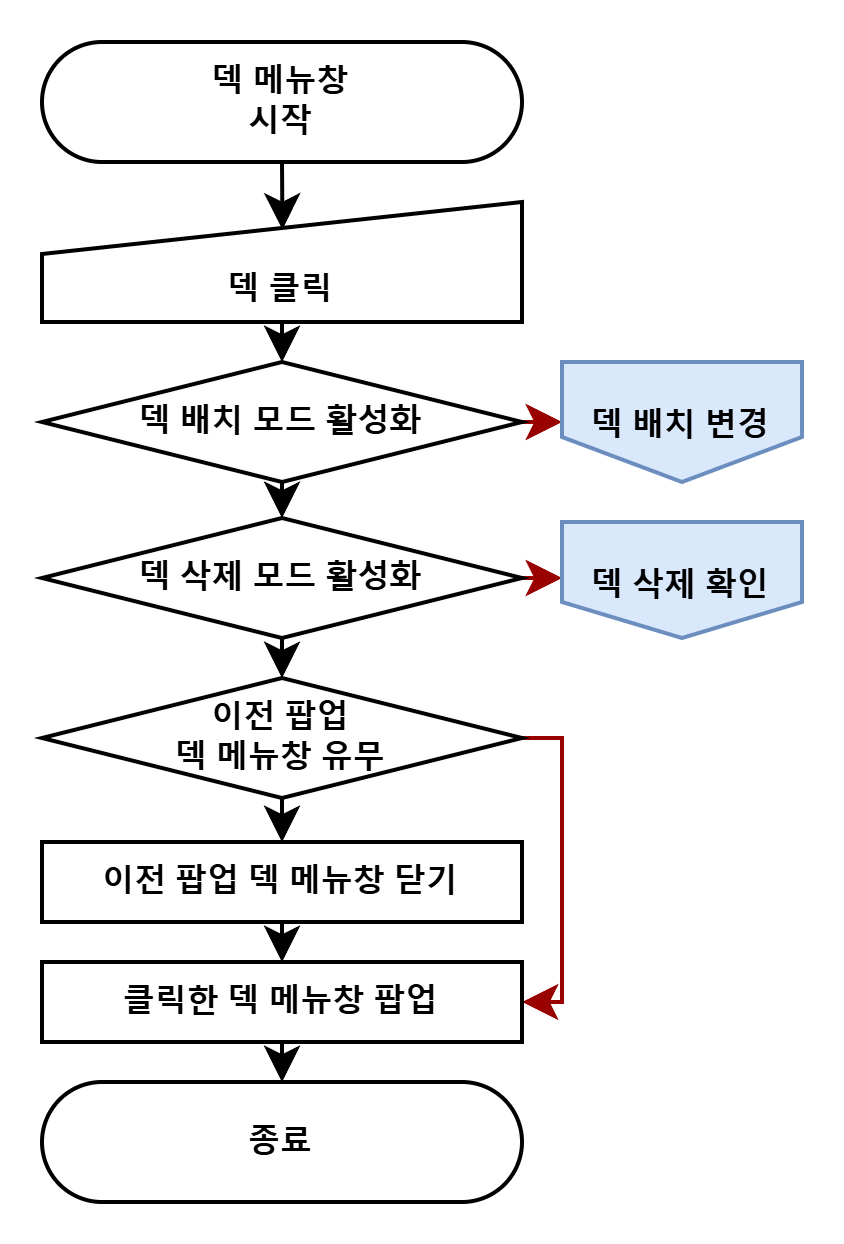 덱 메뉴창
시작
덱 클릭
덱 배치 모드 활성화
덱 배치 변경
덱 삭제 모드 활성화
덱 삭제 확인
이전 팝업
덱 메뉴창 유무
이전 팝업 덱 메뉴창 닫기
클릭한 덱 메뉴창 팝업
종료